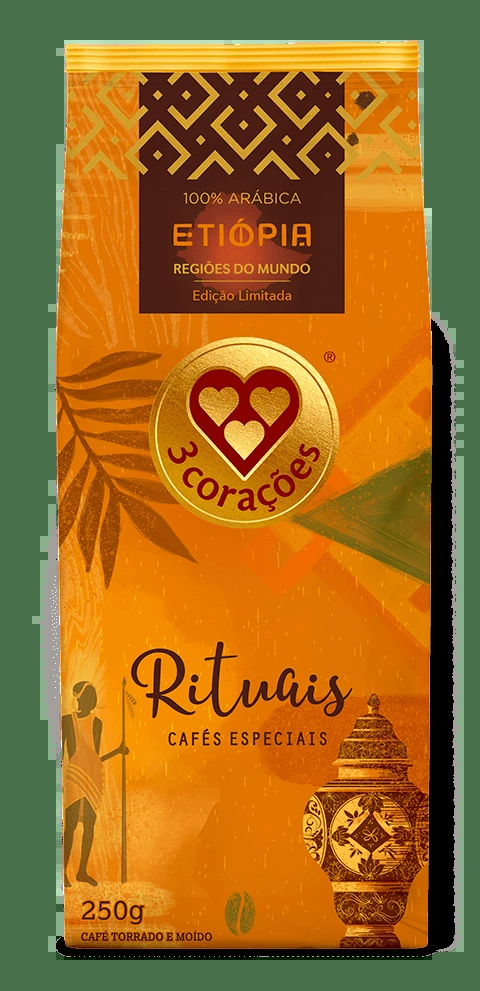 100% ARÁBICA
ETIÓPIA
REGIÕES DO MUNDO
Edição Limitada
®
3 corações
Rituais
CAFÉS ESPECIAIS
250g
CAFÉ TORRADO E MOÍDO